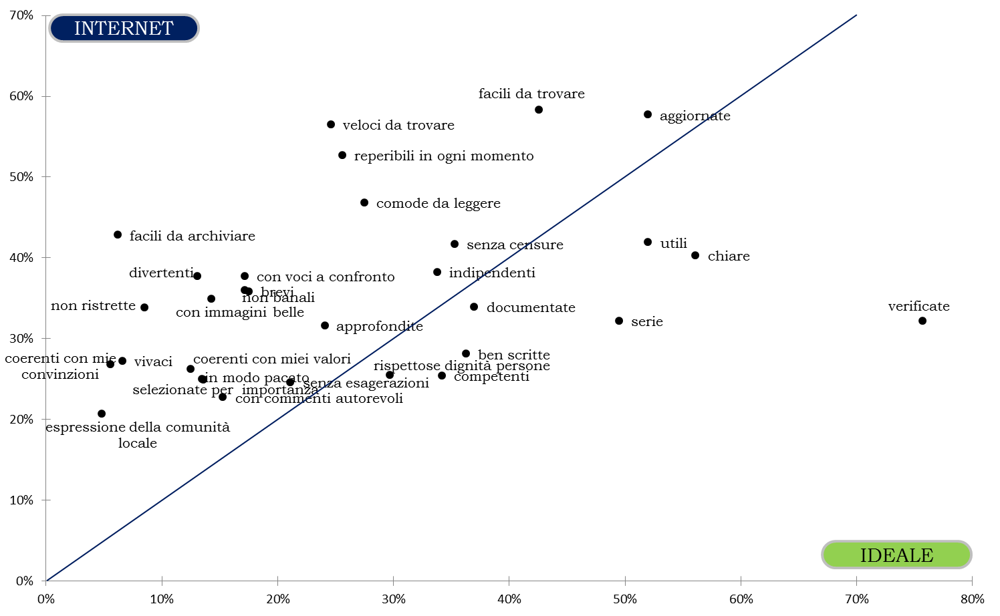 70%
INTERNET
60%
facili da trovare
aggiornate
veloci da trovare
reperibili in ogni momento
50%
comode da leggere
facili da archiviare
senza censure
utili
chiare
40%
divertenti
con voci a confronto
indipendenti
brevi
non banali
non ristrette
con immagini belle
documentate
verificate
approfondite
serie
30%
coerenti con mie
convinzioni
vivaci
coerenti con miei valori
ben scritte
rispettose dignità persone
in modo pacato
senza esagerazioni
competenti
selezionate per importanza
con commenti autorevoli
20%
espressione della comunità
locale
10%
IDEALE
0%
0%
10%
20%
30%
40%
50%
60%
70%
80%